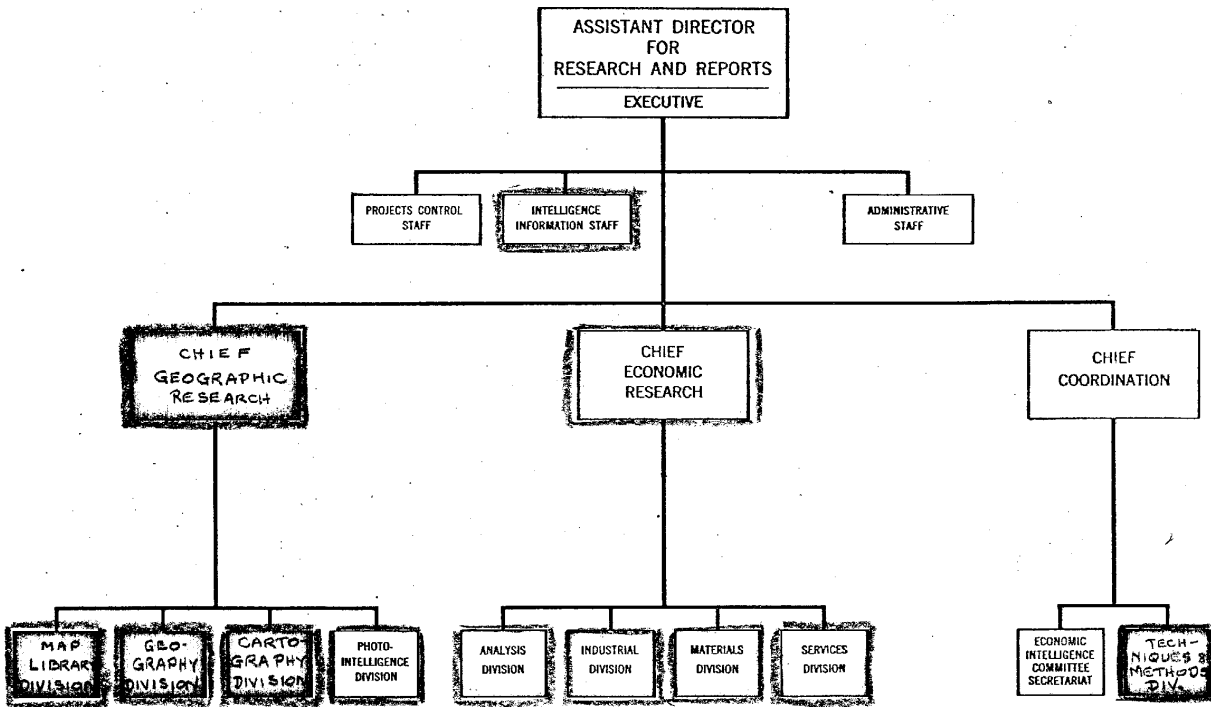 ASSISTANT DIRECTOR
FOR
RESEARCH AND REPORTS
EXECUTIVE
PROJECTS CONTROL
STAFF
INTELLIGENCE
INFORMATION STAFF
ADMINISTRATIVE
STAFF
CHIEF
GEOGRAPHIC
RESEARCH
CHIEF
ECONOMIC
RESEARCH
CHIEF
COORDINATION
MAP
LIBRARY
DIVISION
GEO-
GRAPHY
DIVISION
CARTO-
GRAPHY
DIVISION
PHOTO-
INTELLIGENCE
DIVISION
ANALYSIS
DIVISION
INDUSTRIAL
DIVISION
MATERIALS
DIVISION
SERVICES
DIVISION
ECONOMIC
INTELLIGENCE
COMMITTEE
SECRETARIAT
TECH-
NIQUES &
METHODS
DIV.